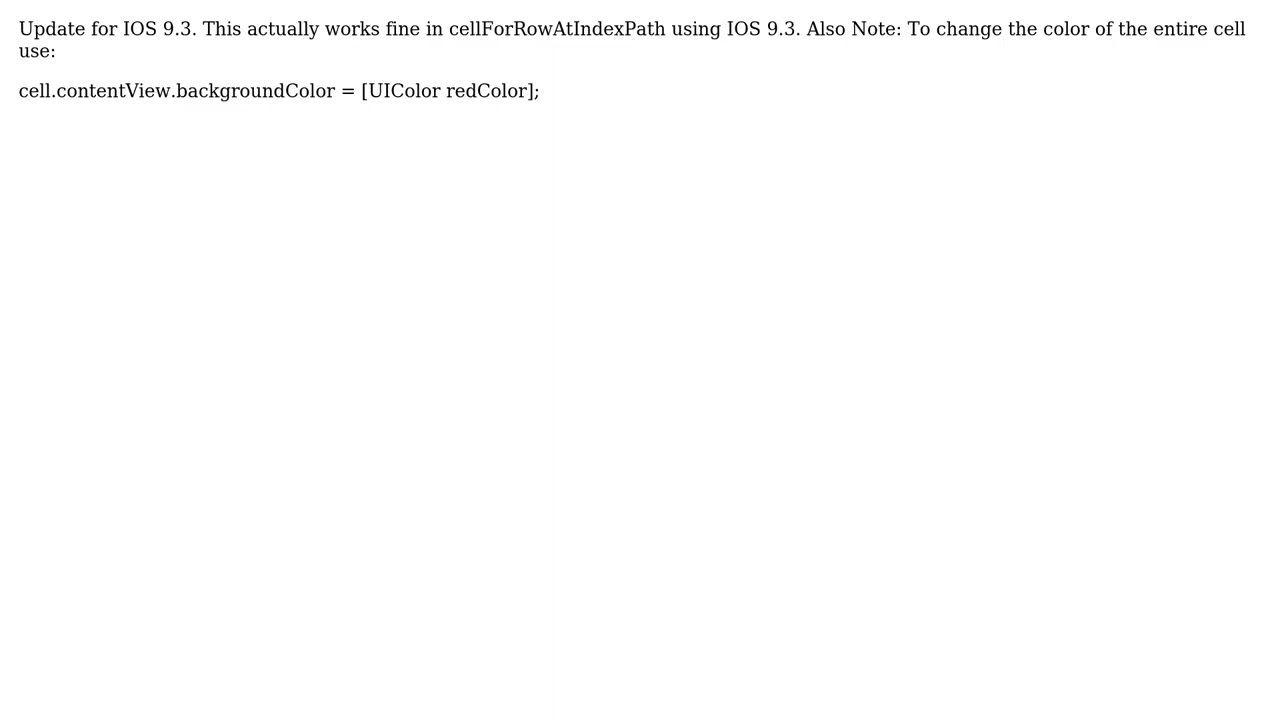 Update for IOS 9.3. This actually works fine in cellForRowAtIndexPath using IOS 9.3. Also Note: To change the color of the entire cell
use:
cell.contentView.backgroundColor = [UIColor redColor];